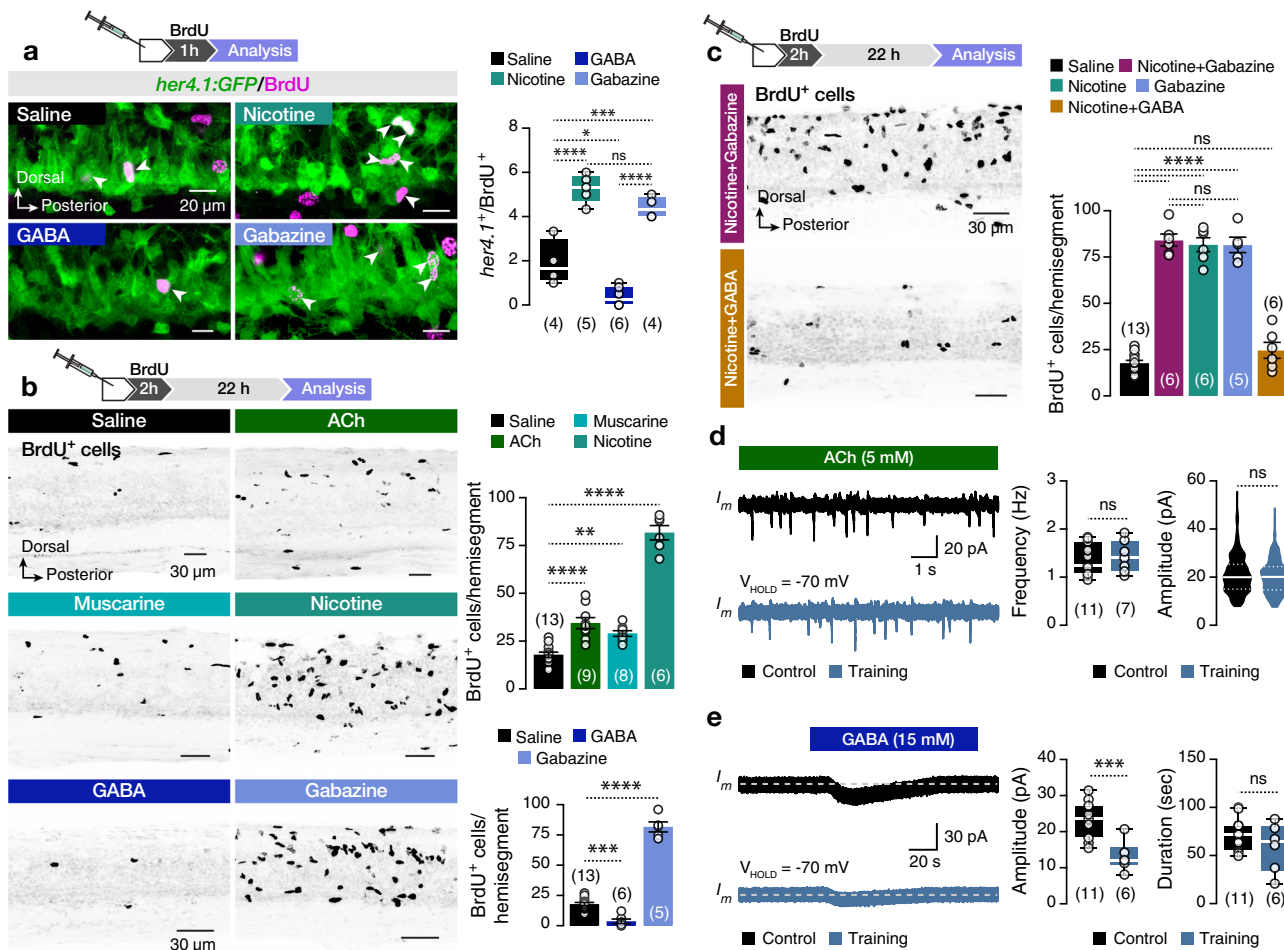 a
BrdU
1h
Analysis
her4.1:GFP/BrdU
Saline
Nicotine
Dorsal
Posterior
20 µm
GABA
Gabazine
Saline
GABA
Nicotine
Gabazine
her4.1⁺/BrdU⁺
8
6
4
2
0
***
*
****
ns
****
(4)
(5)
(6)
(4)
b
BrdU
2h
22 h
Analysis
Saline
ACh
BrdU⁺ cells
Dorsal
Posterior
30 µm
Muscarine
Nicotine
GABA
Gabazine
30 µm
Saline
Muscarine
ACh
Nicotine
BrdU⁺ cells/hemisegment
100
75
50
25
0
****
**
****
(13)
(9)
(8)
(6)
Saline
GABA
Gabazine
BrdU⁺ cells/
hemisegment
100
75
50
25
0
****
***
(13)
(6)
(5)
c
BrdU
2h
22 h
Analysis
Nicotine+Gabazine
BrdU⁺ cells
Dorsal
Posterior
30 µm
Nicotine+GABA
Saline
Nicotine+Gabazine
Nicotine
Gabazine
Nicotine+GABA
BrdU⁺ cells/hemisegment
100
75
50
25
0
ns
****
ns
(13)
(6)
(6)
(5)
(6)
d
ACh (5 mM)
Im
20 pA
1 s
VHOLD = -70 mV
Im
Control
Training
Frequency (Hz)
3
2
1
0
ns
(11)
(7)
Amplitude (pA)
60
40
20
0
ns
Control
Training
e
GABA (15 mM)
Im
30 pA
20 s
VHOLD = -70 mV
Im
Control
Training
Amplitude (pA)
40
30
20
10
0
***
(11)
(6)
Duration (sec)
150
100
50
0
ns
(11)
(6)
Control
Training